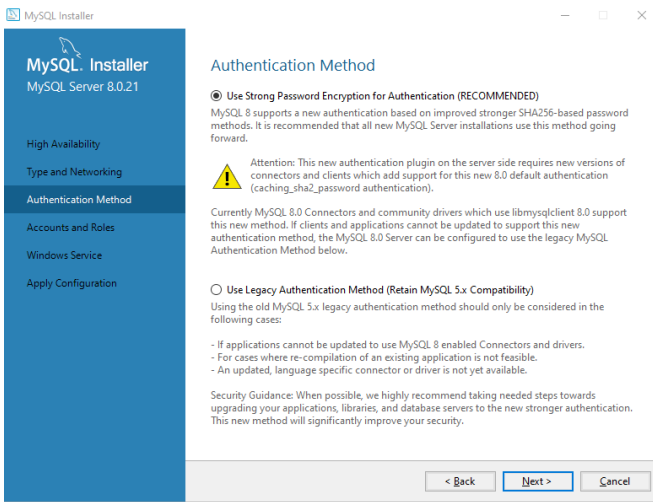 MySQL Installer
MySQL. Installer
MySQL Server 8.0.21
High Availability
Type and Networking
Authentication Method
Accounts and Roles
Windows Service
Apply Configuration
Authentication Method
Use Strong Password Encryption for Authentication (RECOMMENDED)
MySQL 8 supports a new authentication based on improved stronger SHA256-based password
methods. It is recommended that all new MySQL Server installations use this method going
forward.
Attention: This new authentication plugin on the server side requires new versions of
connectors and clients which add support for this new 8.0 default authentication
(caching_sha2_password authentication).
Currently MySQL 8.0 Connectors and community drivers which use libmysqlclient 8.0 support
this new method. If clients and applications cannot be updated to support this new
authentication method, the MySQL 8.0 Server can be configured to use the legacy MySQL
Authentication Method below.
Use Legacy Authentication Method (Retain MySQL 5.x Compatibility)
Using the old MySQL 5.x legacy authentication method should only be considered in the
following cases:
- If applications cannot be updated to use MySQL 8 enabled Connectors and drivers.
- For cases where re-compilation of an existing application is not feasible.
- An updated, language specific connector or driver is not yet available.
Security Guidance: When possible, we highly recommend taking needed steps towards
upgrading your applications, libraries, and database servers to the new stronger authentication.
This new method will significantly improve your security.
< Back
Next >
Cancel